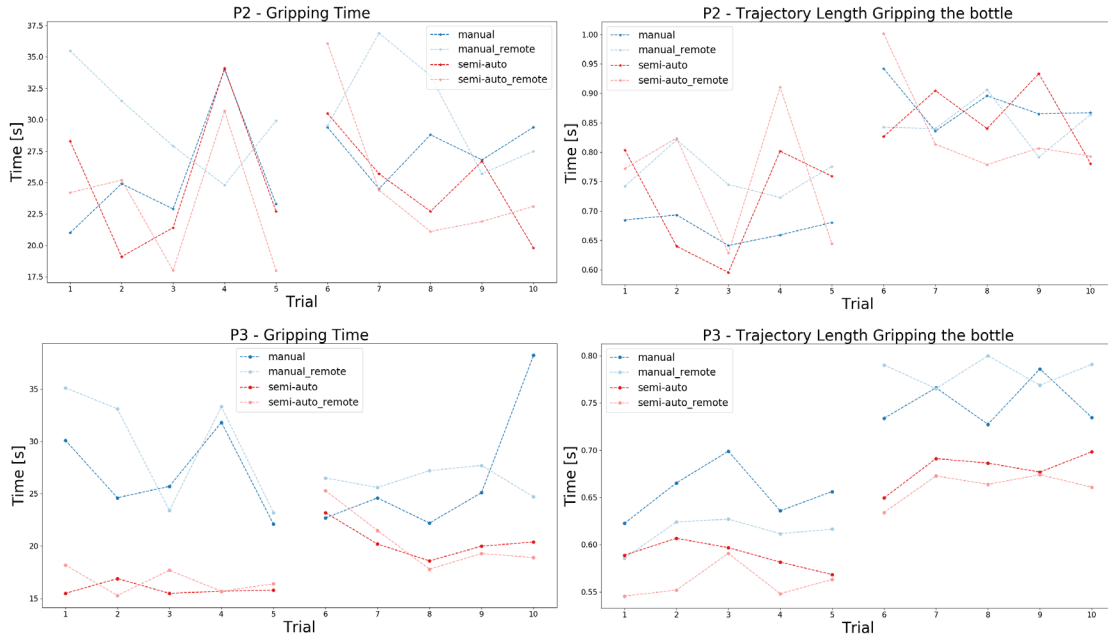 P2 - Gripping Time
37.5
35.0
32.5
30.0
27.5
25.0
22.5
20.0
17.5
Time [s]
manual
manual_remote
semi-auto
semi-auto_remote
1 2 3 4 5 6 7 8 9 10
Trial
P2 - Trajectory Length Gripping the bottle
1.00
0.95
0.90
0.85
0.80
0.75
0.70
0.65
0.60
Time [s]
manual
manual_remote
semi-auto
semi-auto_remote
1 2 3 4 5 6 7 8 9 10
Trial
P3 - Gripping Time
35
30
25
20
15
Time [s]
manual
manual_remote
semi-auto
semi-auto_remote
1 2 3 4 5 6 7 8 9 10
Trial
P3 - Trajectory Length Gripping the bottle
0.80
0.75
0.70
0.65
0.60
0.55
Time [s]
manual
manual_remote
semi-auto
semi-auto_remote
1 2 3 4 5 6 7 8 9 10
Trial